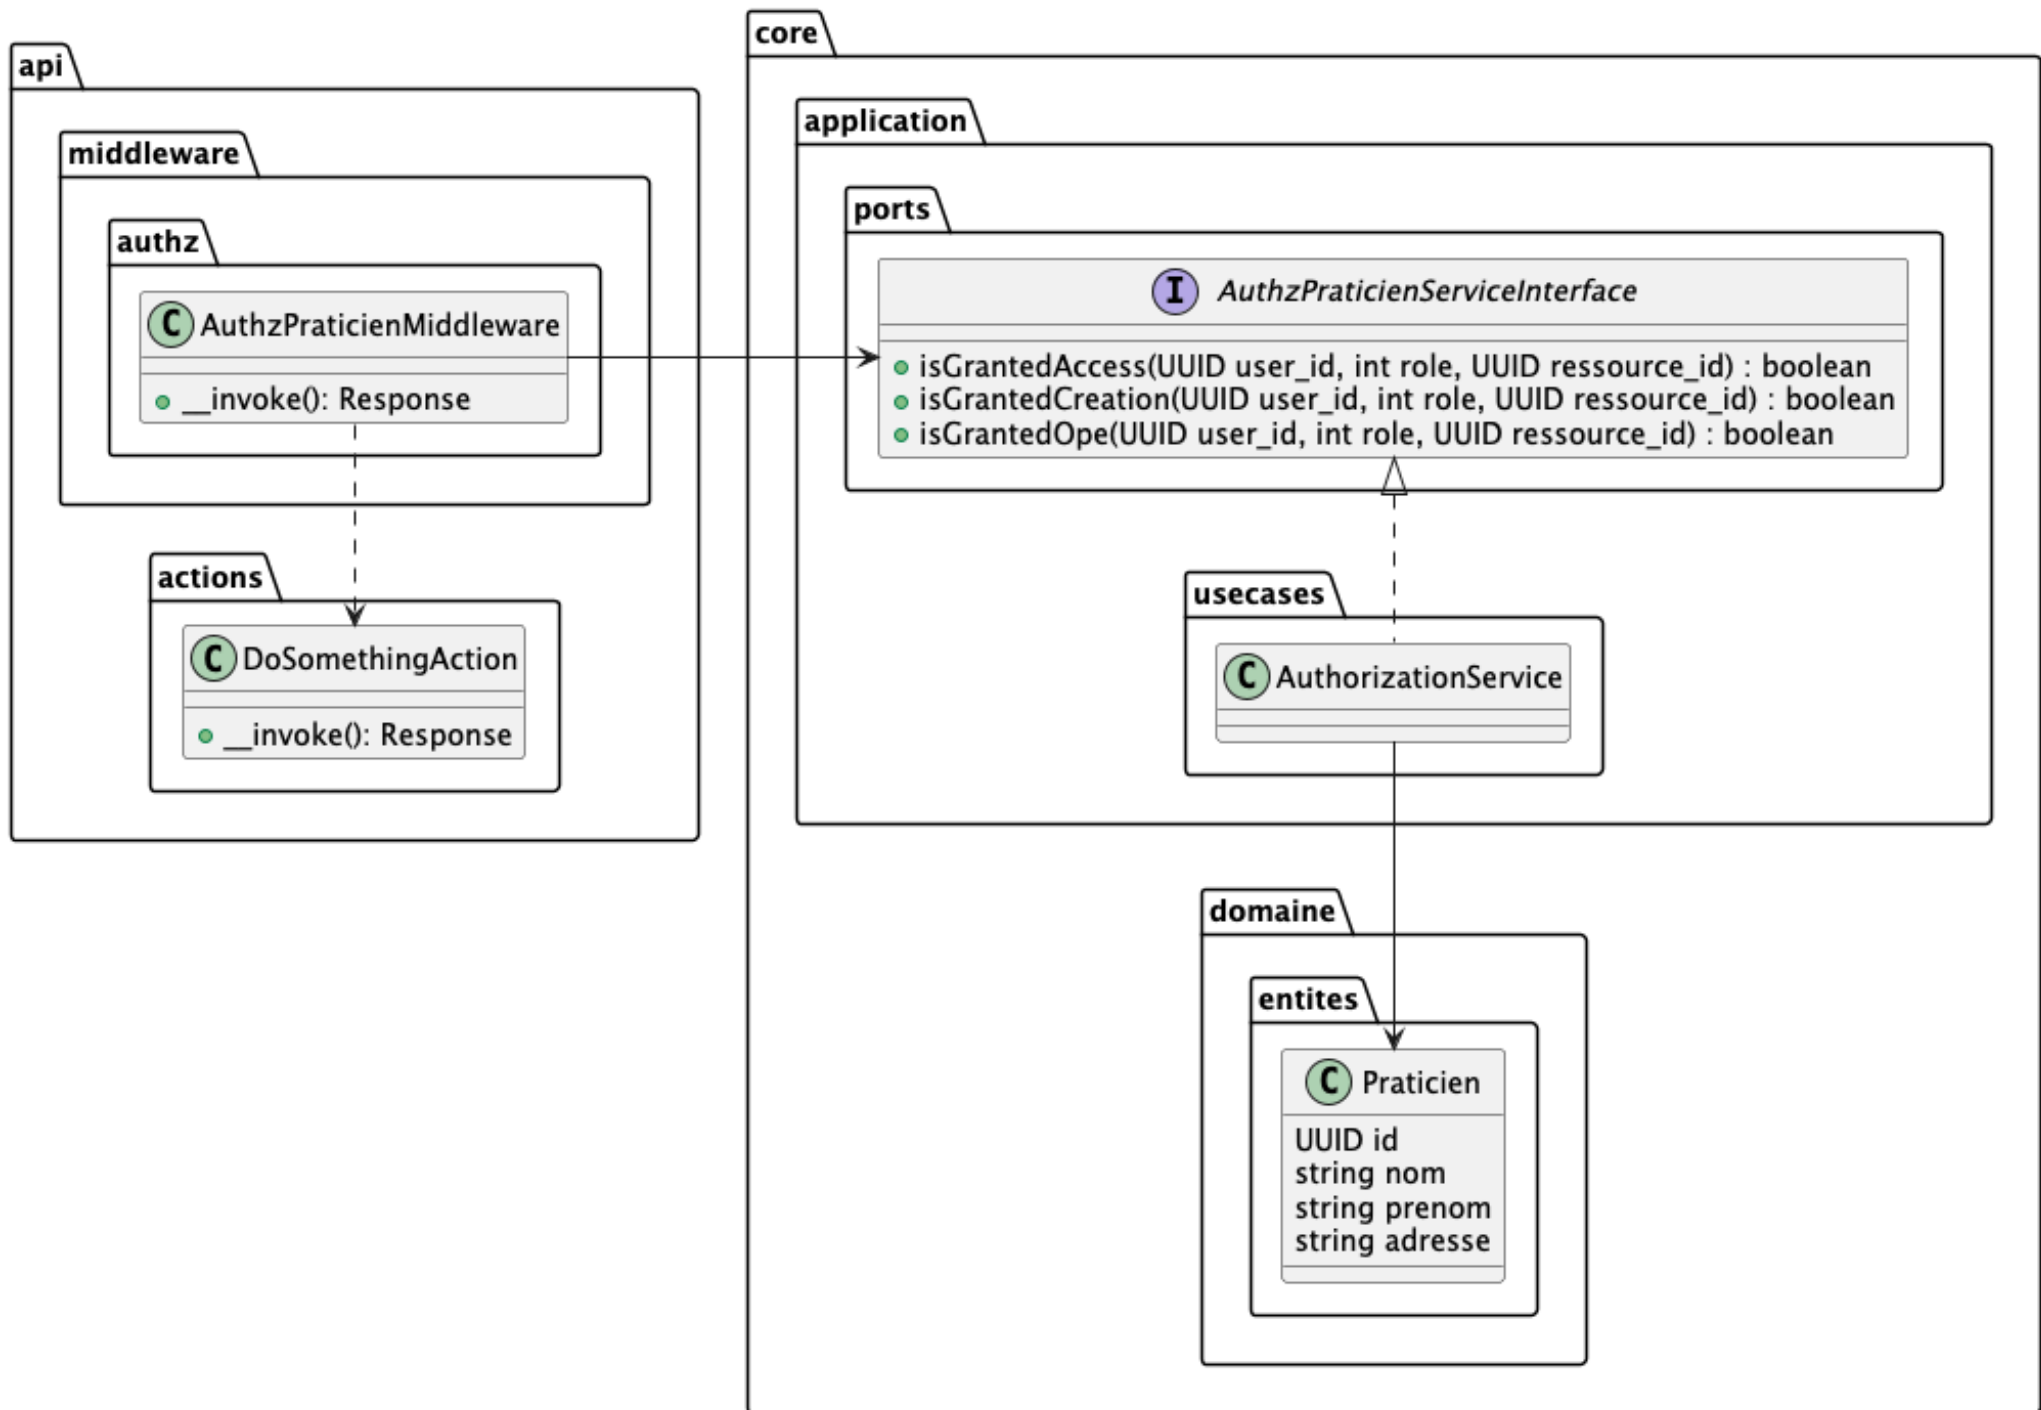 api
middleware
authz
C AuthzPraticienMiddleware
__invoke(): Response
actions
C DoSomethingAction
__invoke(): Response
core
application
ports
I AuthzPraticienServiceInterface
isGrantedAccess(UUID user_id, int role, UUID ressource_id) : boolean
isGrantedCreation(UUID user_id, int role, UUID ressource_id) : boolean
isGrantedOpe(UUID user_id, int role, UUID ressource_id) : boolean
usecases
C AuthorizationService
domaine
entites
C Praticien
UUID id
string nom
string prenom
string adresse